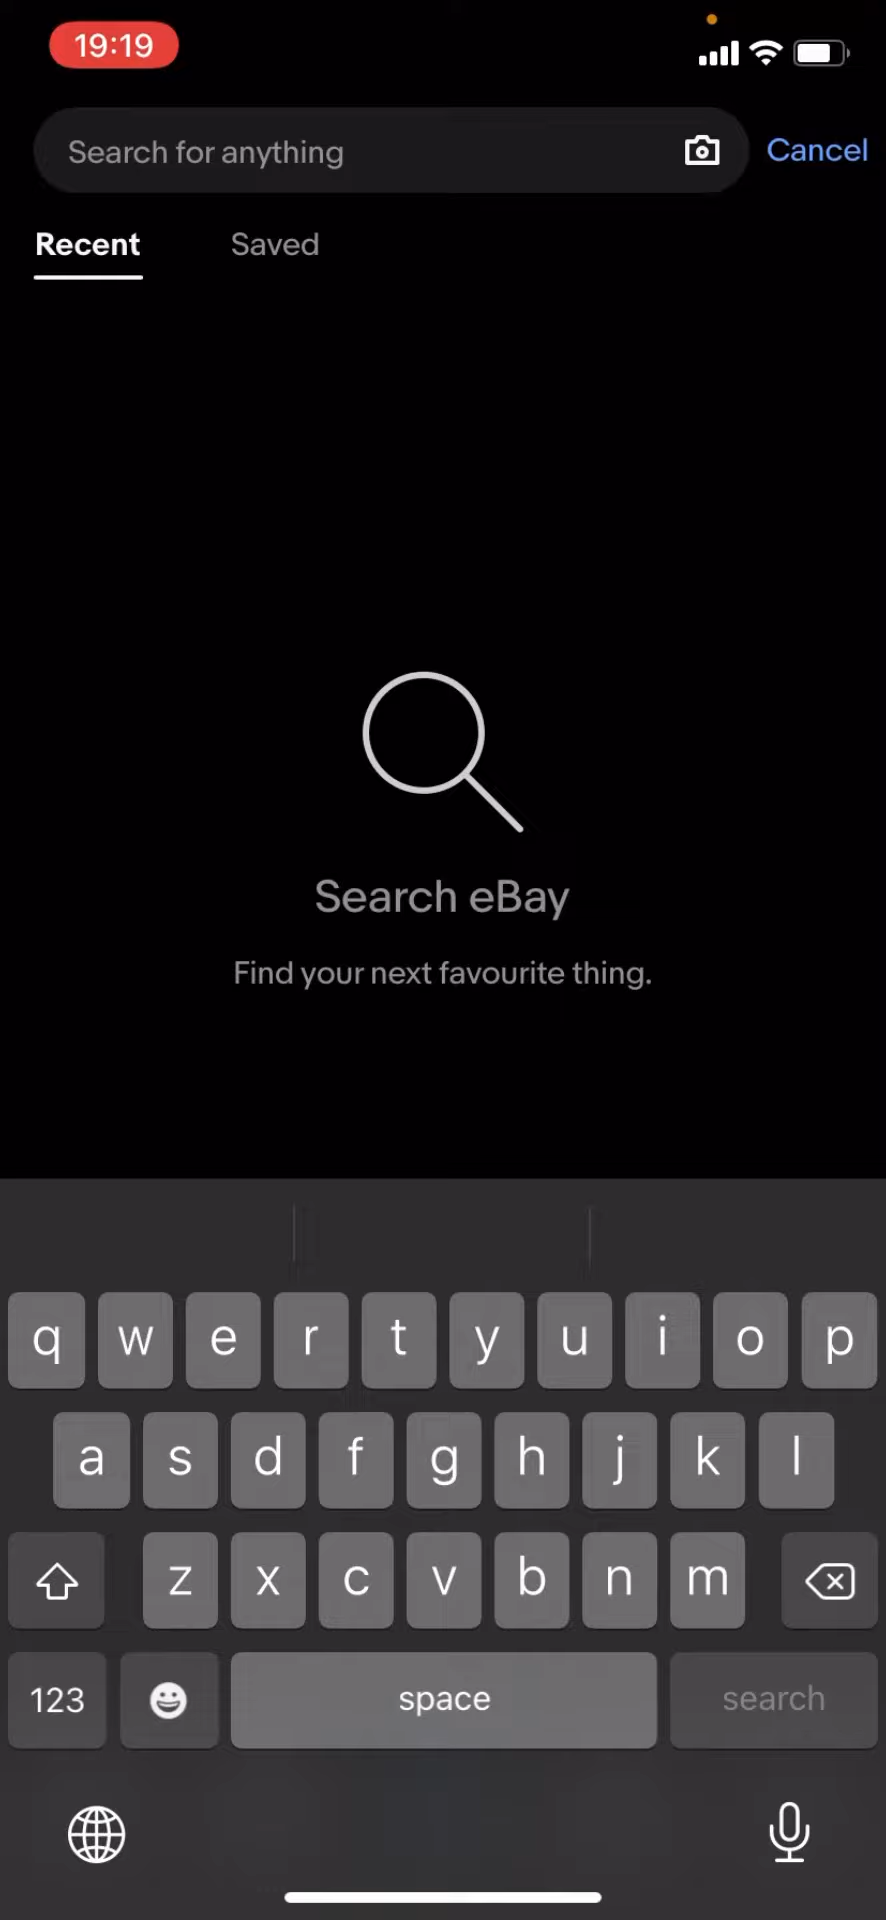 19:19
Search for anything
Cancel
Recent
Saved
Search eBay
Find your next favourite thing.
q w e r t y u i o p
a s d f g h j k l
z x c v b n m
123
space
search